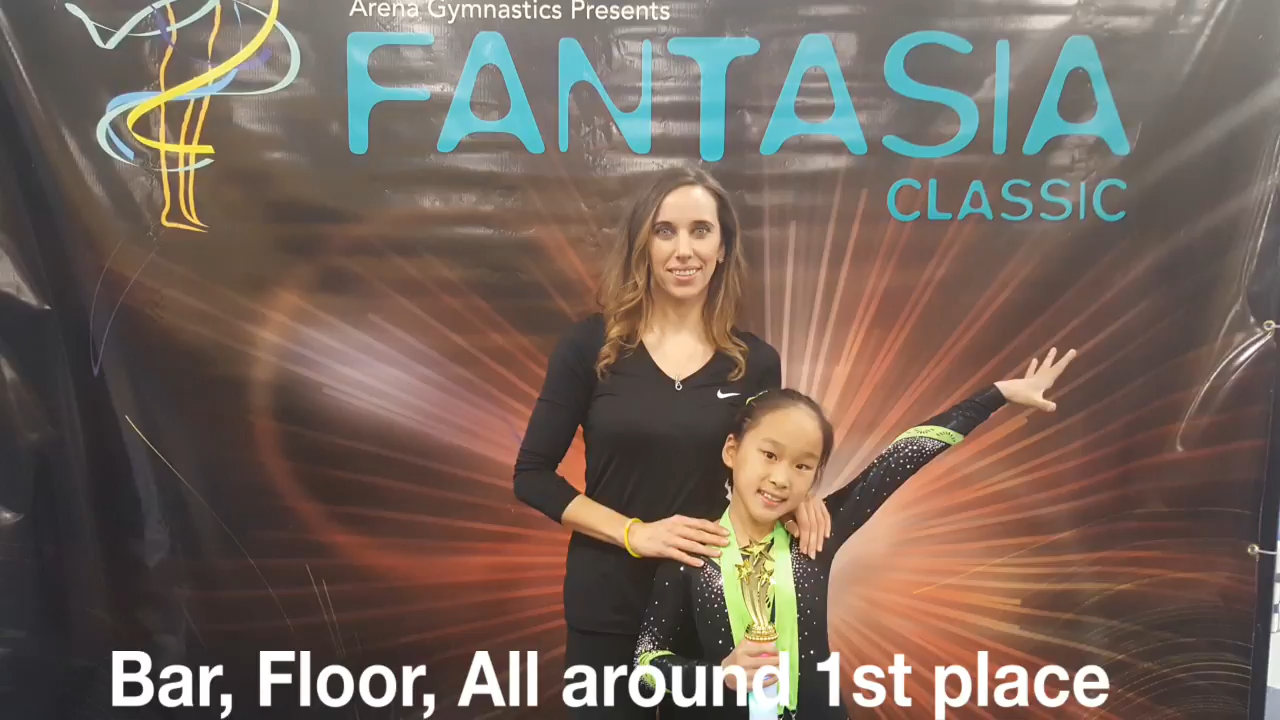 Arena Gymnastics Presents
FANTASIA
CLASSIC
Bar, Floor, All around 1st place